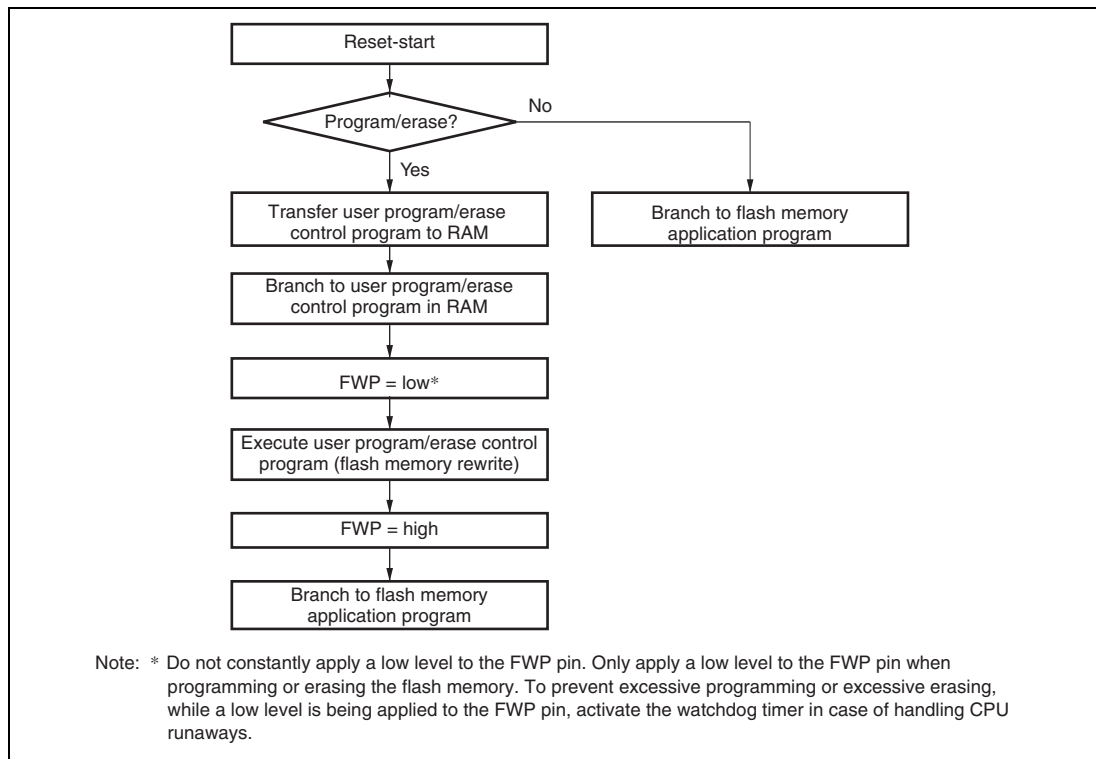 Reset-start
Program/erase?
No
Yes
Transfer user program/erase
control program to RAM
Branch to flash memory
application program
Branch to user program/erase
control program in RAM
FWP = low*
Execute user program/erase control
program (flash memory rewrite)
FWP = high
Branch to flash memory
application program
Note: * Do not constantly apply a low level to the FWP pin. Only apply a low level to the FWP pin when
programming or erasing the flash memory. To prevent excessive programming or excessive erasing,
while a low level is being applied to the FWP pin, activate the watchdog timer in case of handling CPU
runaways.